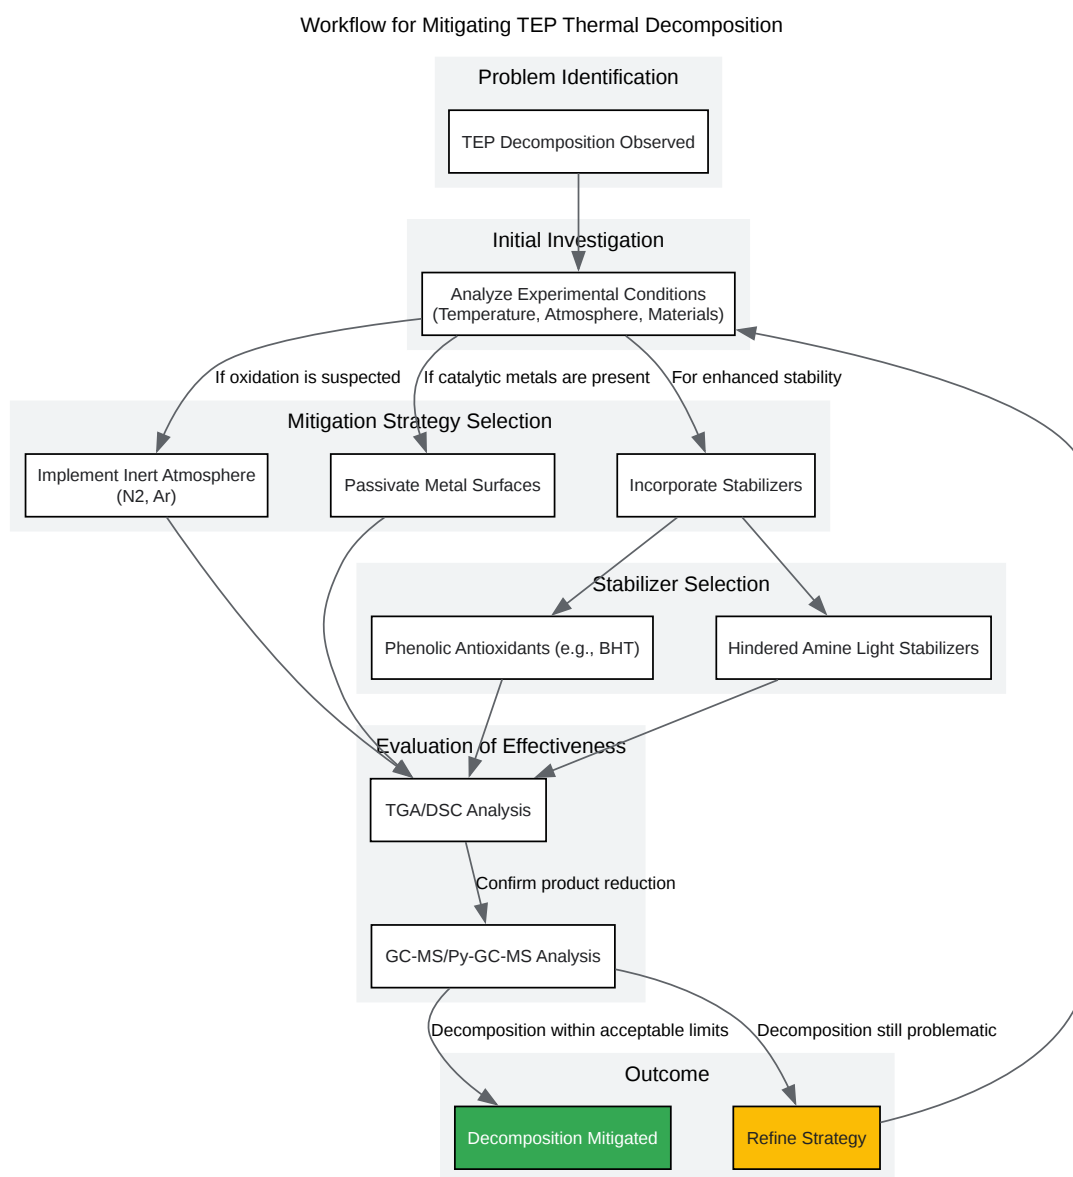 Workflow for Mitigating TEP Thermal Decomposition
Problem Identification
TEP Decomposition Observed
Initial Investigation
Analyze Experimental Conditions
(Temperature, Atmosphere, Materials)
If oxidation is suspected
If catalytic metals are present
For enhanced stability
Mitigation Strategy Selection
Implement Inert Atmosphere
(N2, Ar)
Passivate Metal Surfaces
Incorporate Stabilizers
Stabilizer Selection
Phenolic Antioxidants (e.g., BHT)
Hindered Amine Light Stabilizers
Evaluation of Effectiveness
TGA/DSC Analysis
Confirm product reduction
GC-MS/Py-GC-MS Analysis
Decomposition within acceptable limits
Decomposition still problematic
Outcome
Decomposition Mitigated
Refine Strategy